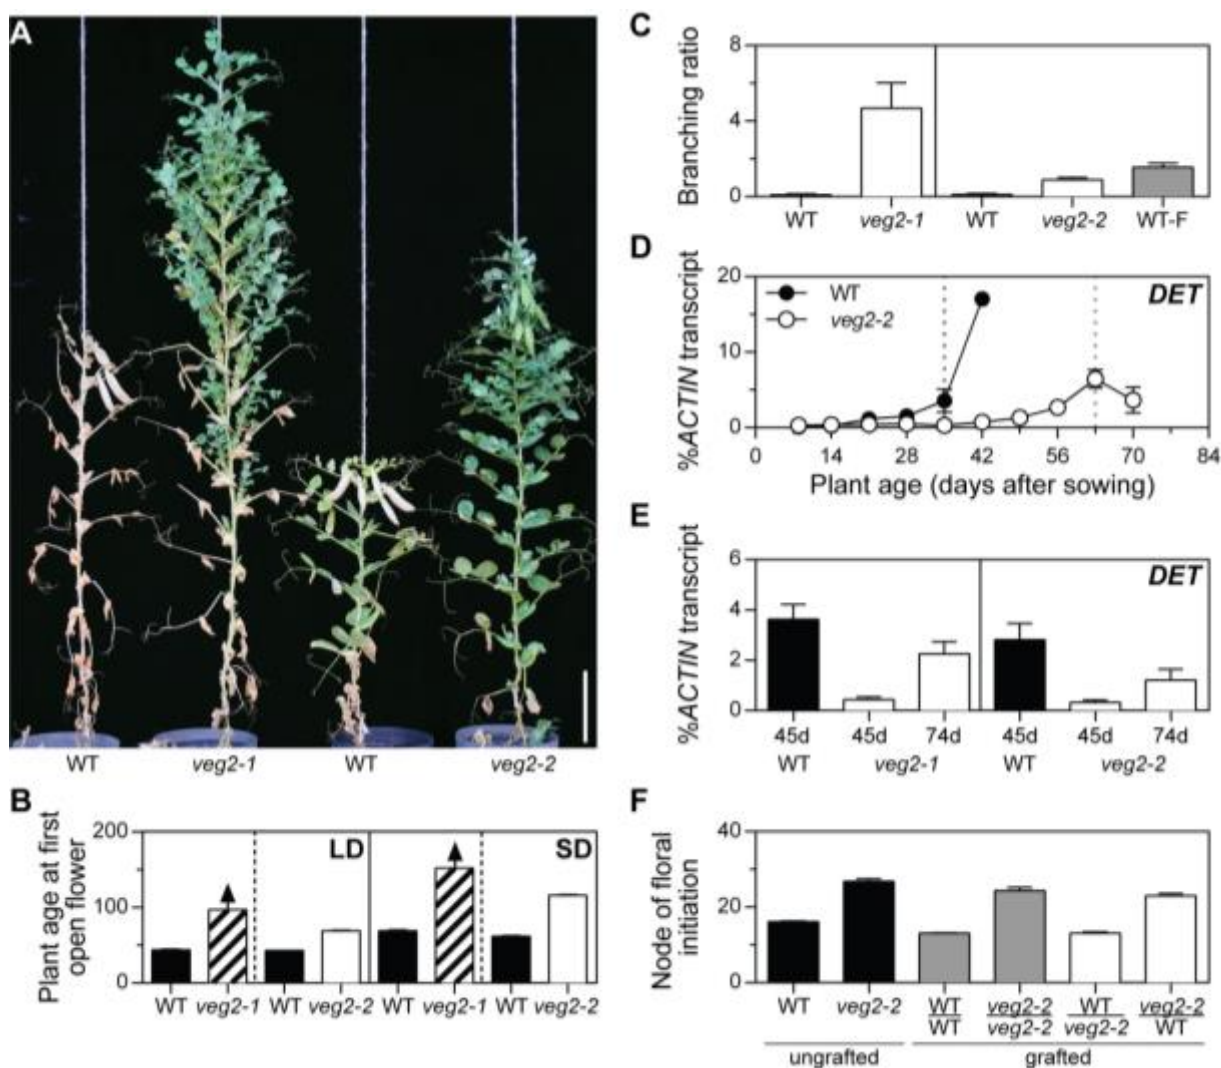 A
WT veg2-1 WT veg2-2
B
Plant age at first
open flower
200
100
0
LD SD
WT veg2-1 WT veg2-2 WT veg2-1 WT veg2-2
C
Branching ratio
8
4
0
WT veg2-1 WT veg2-2 WT-F
D
%ACTIN transcript
20
10
0
WT
veg2-2
DET
0 14 28 42 56 70 84
Plant age (days after sowing)
E
%ACTIN transcript
6
4
2
0
DET
45d 45d 74d 45d 45d 74d
WT veg2-1 WT veg2-2
F
Node of floral
initiation
40
20
0
WT veg2-2 WT veg2-2 WT veg2-2
WT veg2-2 veg2-2 WT
ungrafted grafted